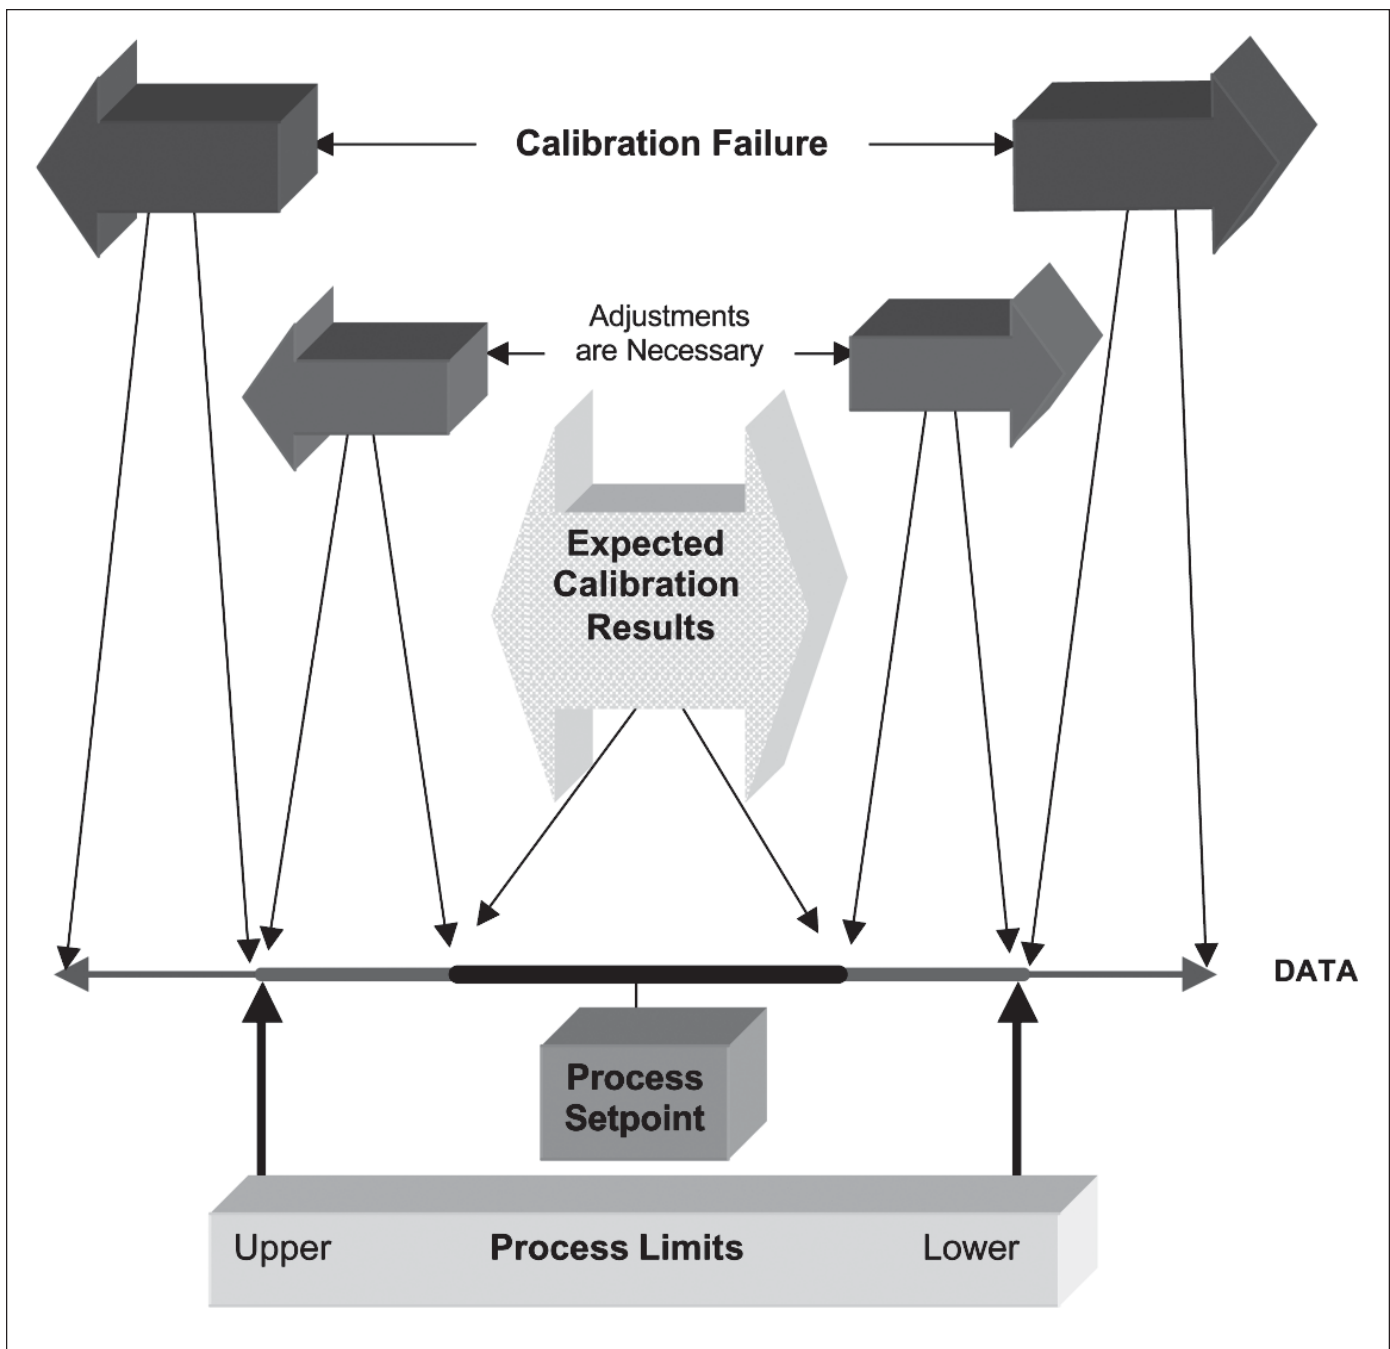 Calibration Failure
Adjustments
are Necessary
Expected
Calibration
Results
DATA
Process
Setpoint
Upper Process Limits Lower